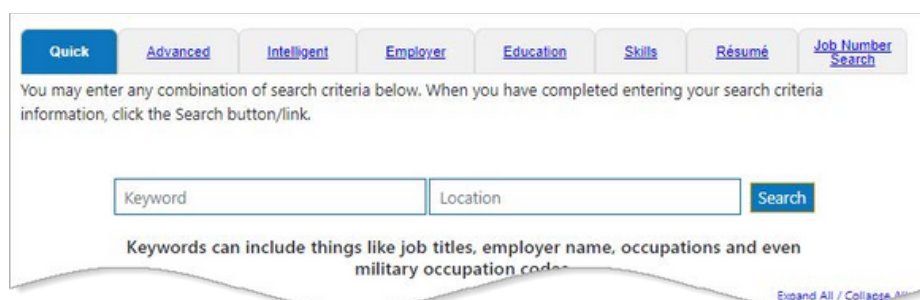 Quick Advanced Intelligent Employer Education Skills Résumé Job Number
Search
You may enter any combination of search criteria below. When you have completed entering your search criteria
information, click the Search button/link.
Keyword Location Search
Keywords can include things like job titles, employer name, occupations and even
military occupation codes
Expand All / Collapse All